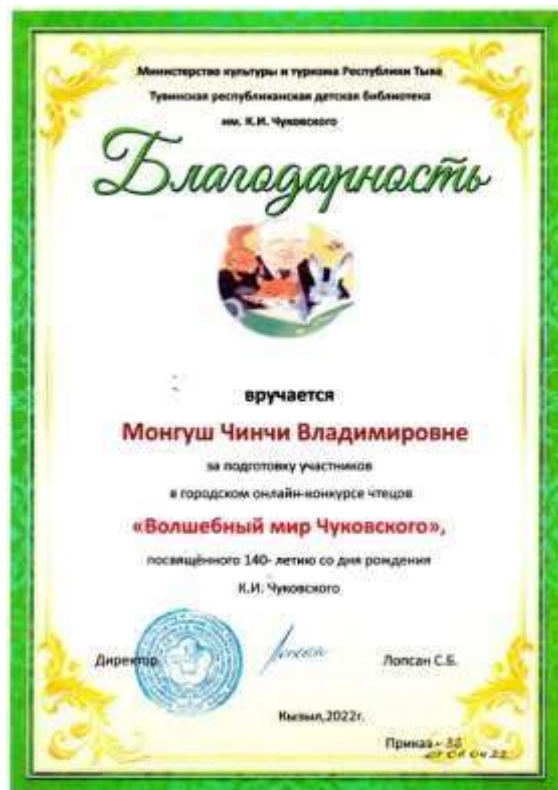 Министерство культуры и туризма Республики Тыва
Тувинская республиканская детская библиотека
им. К.И. Чуковского
Благодарность
вручается
Монгуш Чинчи Владимировне
за подготовку участников
в городском онлайн-конкурсе чтецов
«Волшебный мир Чуковского»,
посвящённого 140- летию со дня рождения
К.И. Чуковского
Директор Лопсан С.Б.
Кызыл,2022г.
Приказ